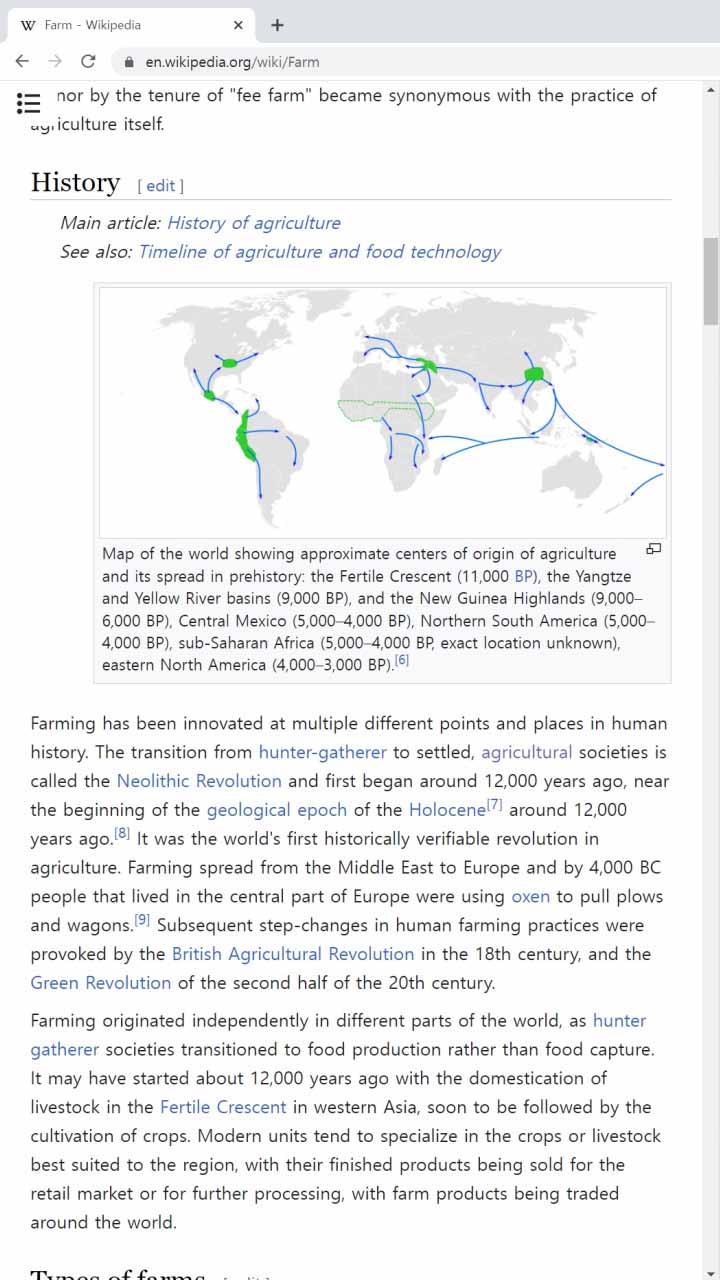 W Farm - Wikipedia
en.wikipedia.org/wiki/Farm
nor by the tenure of "fee farm" became synonymous with the practice of
agriculture itself.
History [ edit ]
Main article: History of agriculture
See also: Timeline of agriculture and food technology
Map of the world showing approximate centers of origin of agriculture
and its spread in prehistory: the Fertile Crescent (11,000 BP), the Yangtze
and Yellow River basins (9,000 BP), and the New Guinea Highlands (9,000–
6,000 BP), Central Mexico (5,000–4,000 BP), Northern South America (5,000–
4,000 BP), sub-Saharan Africa (5,000–4,000 BP, exact location unknown),
eastern North America (4,000–3,000 BP).[6]
Farming has been innovated at multiple different points and places in human
history. The transition from hunter-gatherer to settled, agricultural societies is
called the Neolithic Revolution and first began around 12,000 years ago, near
the beginning of the geological epoch of the Holocene[7] around 12,000
years ago.[8] It was the world's first historically verifiable revolution in
agriculture. Farming spread from the Middle East to Europe and by 4,000 BC
people that lived in the central part of Europe were using oxen to pull plows
and wagons.[9] Subsequent step-changes in human farming practices were
provoked by the British Agricultural Revolution in the 18th century, and the
Green Revolution of the second half of the 20th century.
Farming originated independently in different parts of the world, as hunter
gatherer societies transitioned to food production rather than food capture.
It may have started about 12,000 years ago with the domestication of
livestock in the Fertile Crescent in western Asia, soon to be followed by the
cultivation of crops. Modern units tend to specialize in the crops or livestock
best suited to the region, with their finished products being sold for the
retail market or for further processing, with farm products being traded
around the world.
Types of farms [ edit ]